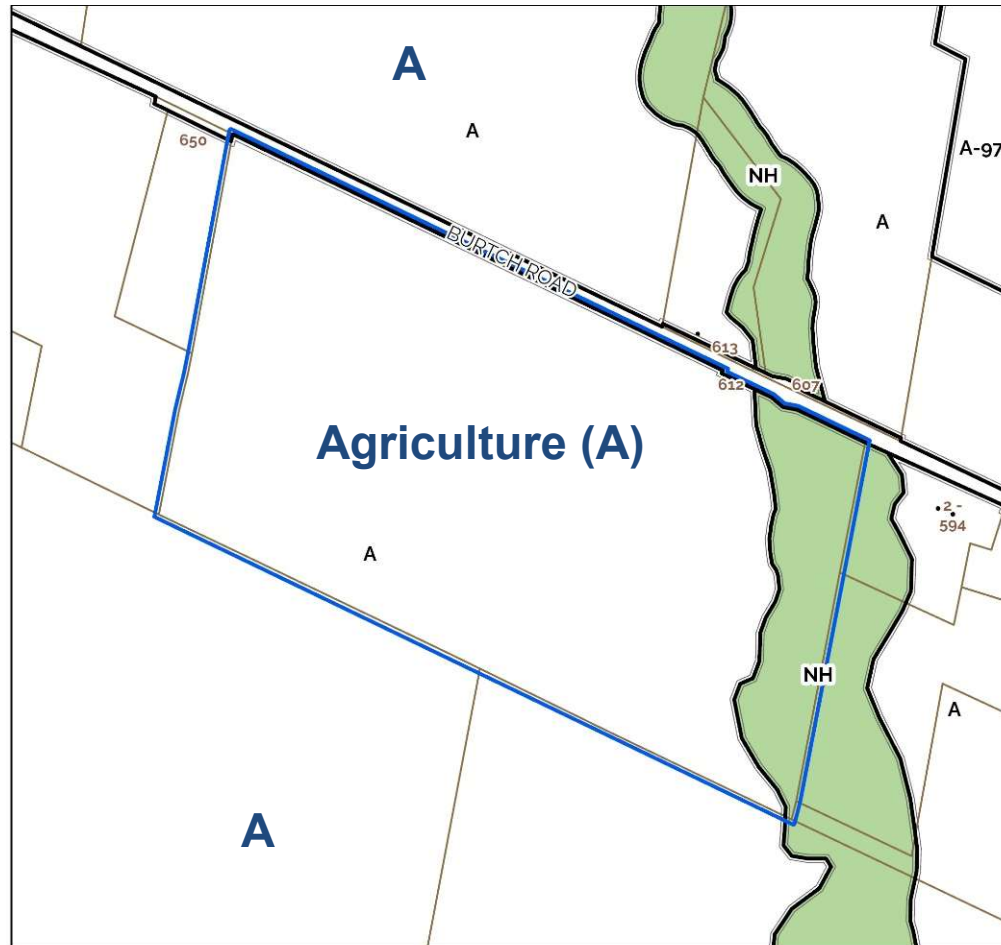 A
A
650
NH
A-97
A
BURTCH ROAD
613
612
607
Agriculture (A)
2 -
594
A
NH
A
A